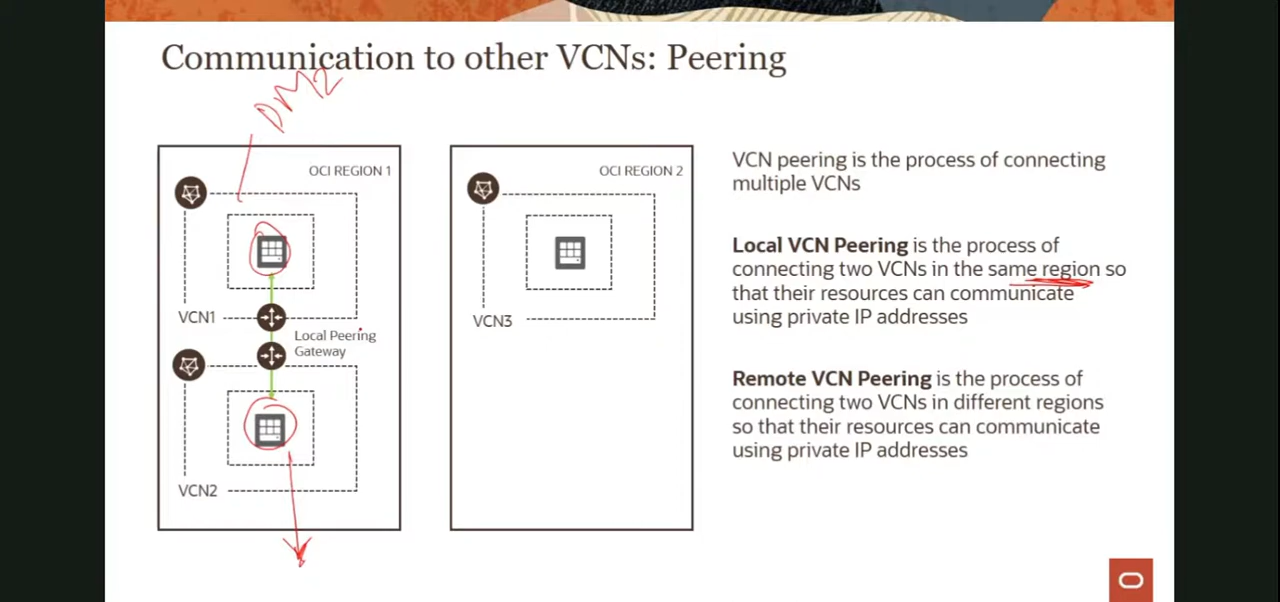 Communication to other VCNs: Peering
DMZ
OCI REGION 1
VCN1
Local Peering
Gateway
VCN2
OCI REGION 2
VCN3
VCN peering is the process of connecting
multiple VCNs
Local VCN Peering is the process of
connecting two VCNs in the same region so
that their resources can communicate
using private IP addresses
Remote VCN Peering is the process of
connecting two VCNs in different regions
so that their resources can communicate
using private IP addresses